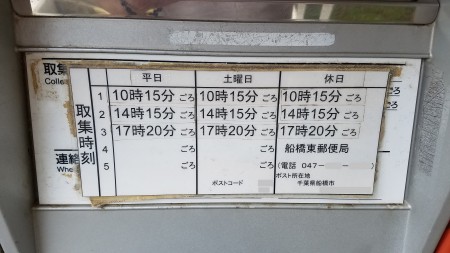 取集
Colle
連絡
Whe
取集時刻
平日 土曜日 休日
1 10時15分 ごろ 10時15分 ごろ 10時15分 ごろ
2 14時15分 ごろ 14時15分 ごろ 14時15分 ごろ
3 17時20分 ごろ 17時20分 ごろ 17時20分 ごろ
4 ごろ ごろ 船橋東郵便局
5 ごろ ごろ (電話 047- -
ポスト所在地
ポストコード 千葉県船橋市